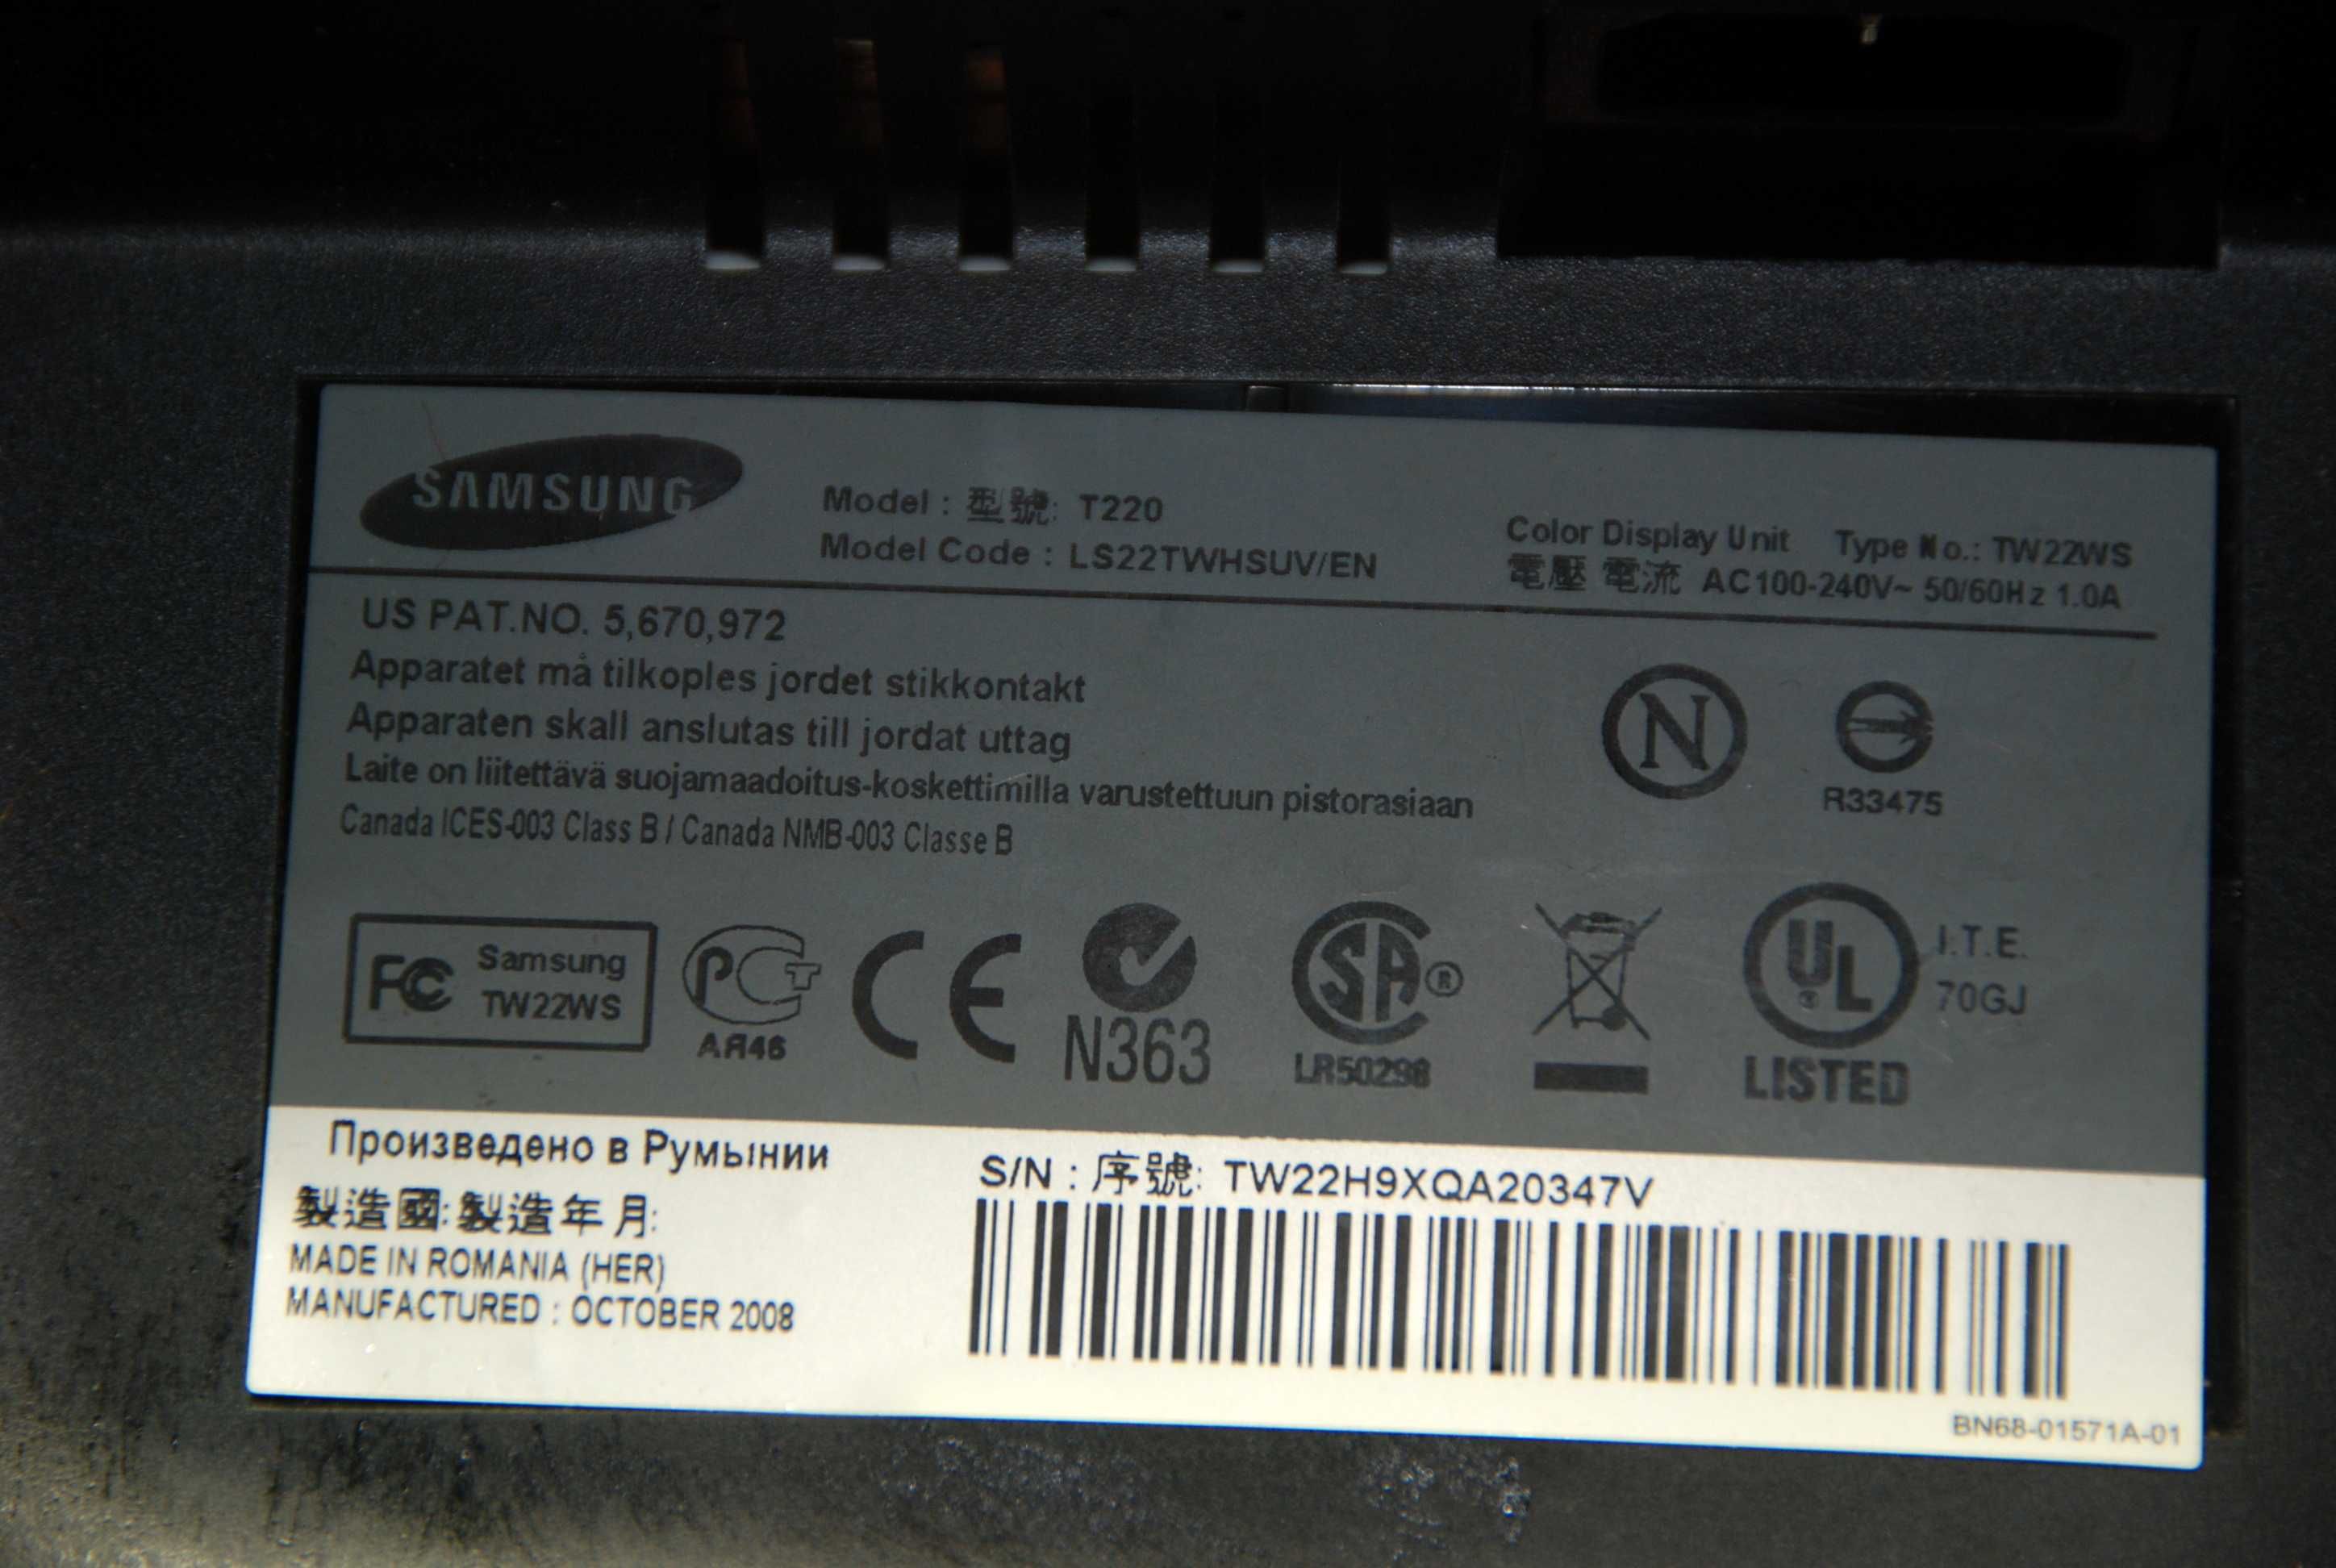 SAMSUNG
Model : 型號: T220
Model Code : LS22TWHSUV/EN
Color Display Unit Type No.: TW22WS
電壓 電流 AC100-240V~ 50/60Hz 1.0A
US PAT.NO. 5,670,972
Apparatet må tilkoples jordet stikkontakt
Apparaten skall anslutas till jordat uttag
Laite on liitettävä suojamaadoitus-koskettimilla varustettuun pistorasiaan
Canada ICES-003 Class B / Canada NMB-003 Classe B
N
R33475
FC Samsung
TW22WS
РСТ
АЯ46
CE
N363
SA ®
LR50298
UL ®
LISTED
I.T.E.
70GJ
Произведено в Румынии
製造國: 製造年月:
MADE IN ROMANIA (HER)
MANUFACTURED : OCTOBER 2008
S/N : 序號: TW22H9XQA20347V
BN68-01571A-01